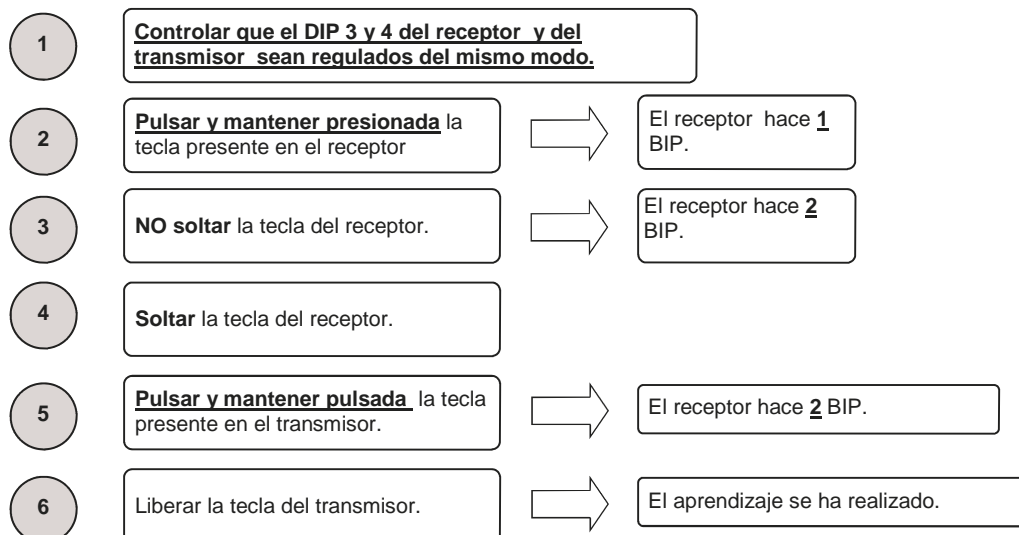 1
Controlar que el DIP 3 y 4 del receptor y del
transmisor sean regulados del mismo modo.
2
Pulsar y mantener presionada la
tecla presente en el receptor
El receptor hace 1
BIP.
3
NO soltar la tecla del receptor.
El receptor hace 2
BIP.
4
Soltar la tecla del receptor.
5
Pulsar y mantener pulsada la tecla
presente en el transmisor.
El receptor hace 2 BIP.
6
Liberar la tecla del transmisor.
El aprendizaje se ha realizado.